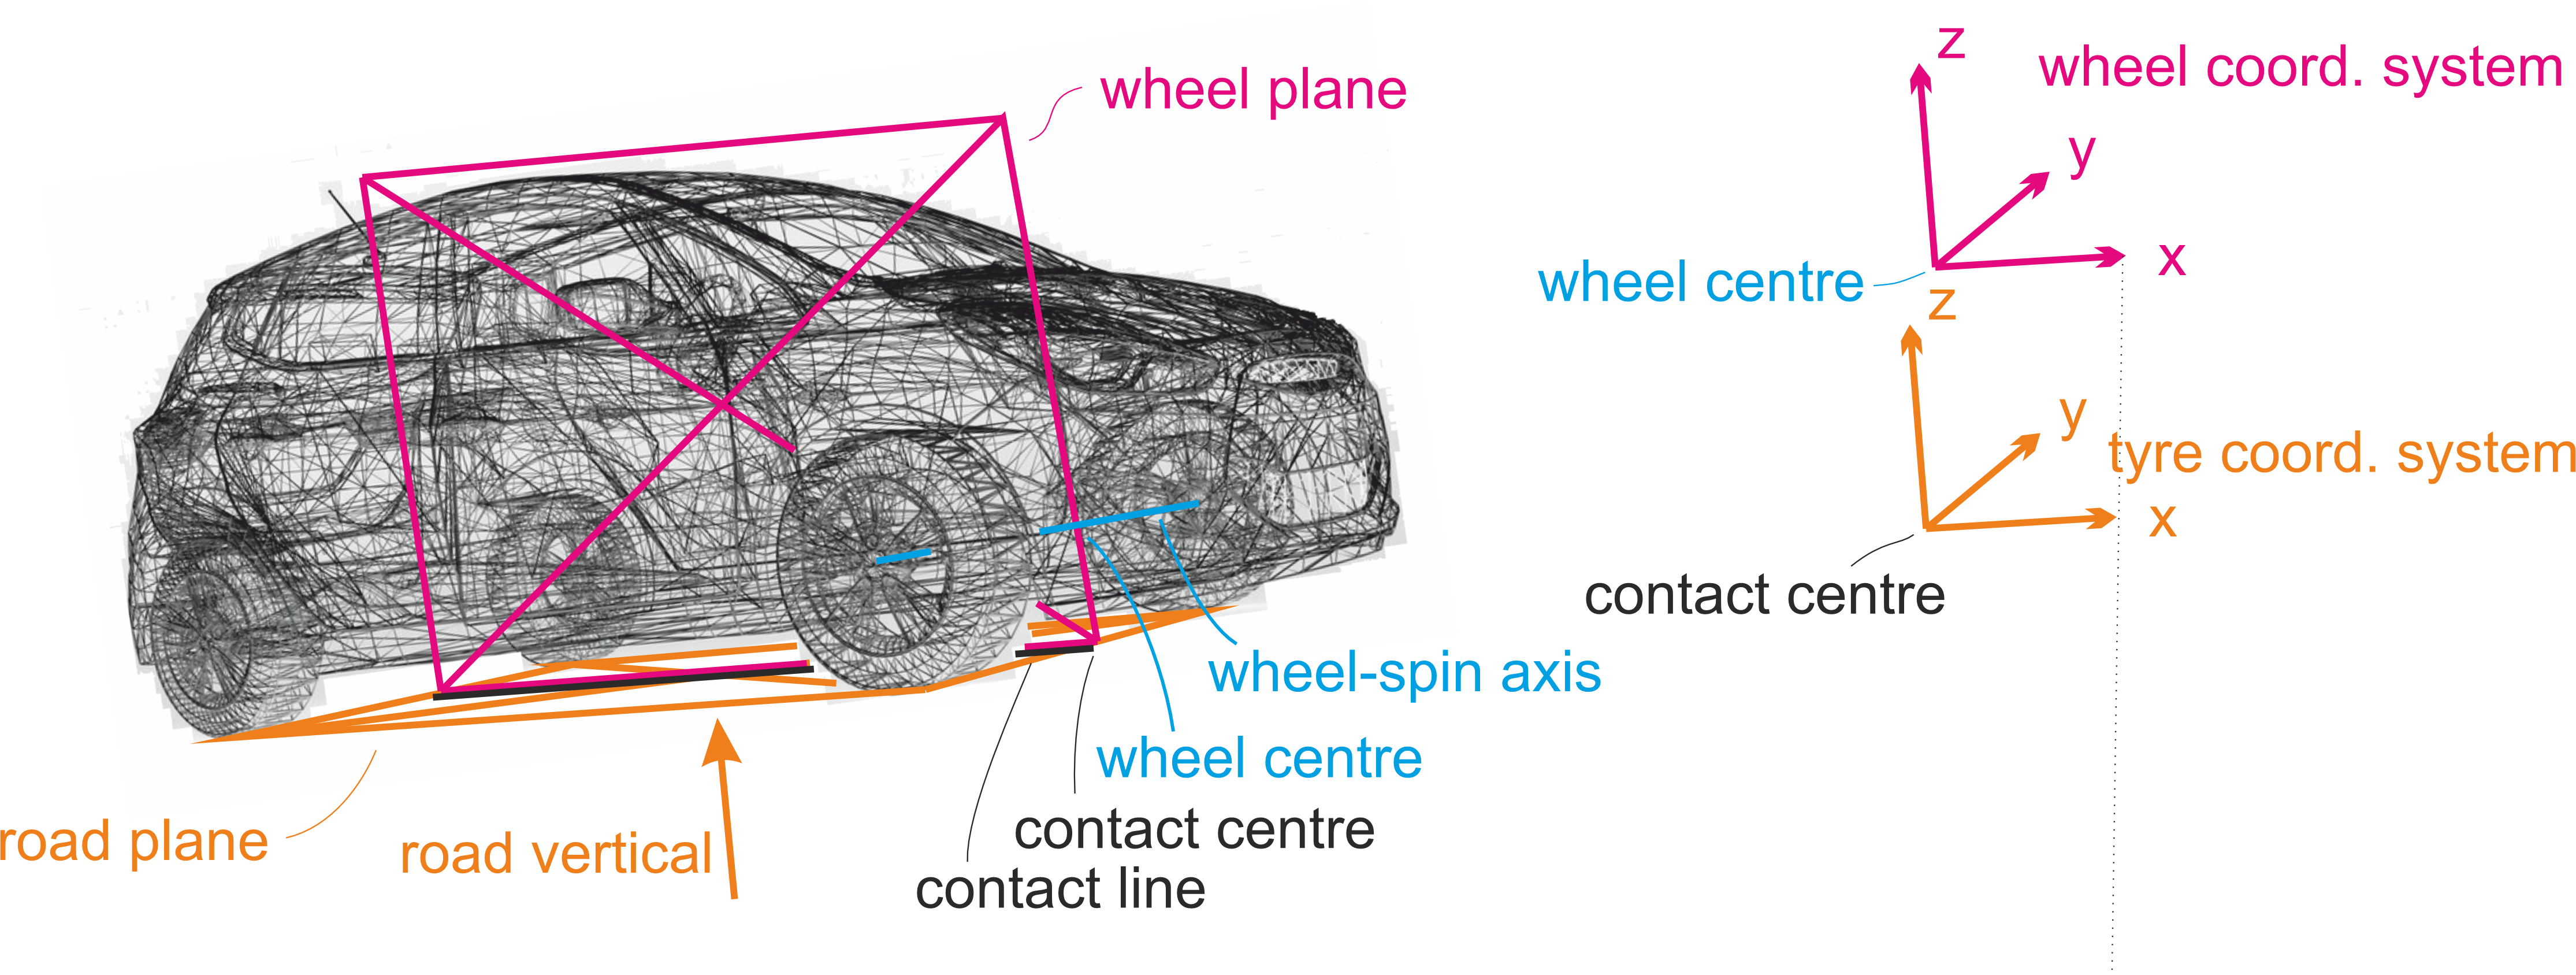 wheel plane
z
wheel coord. system
y
x
wheel centre
z
y
tyre coord. system
x
contact centre
wheel-spin axis
wheel centre
contact centre
contact line
road plane
road vertical